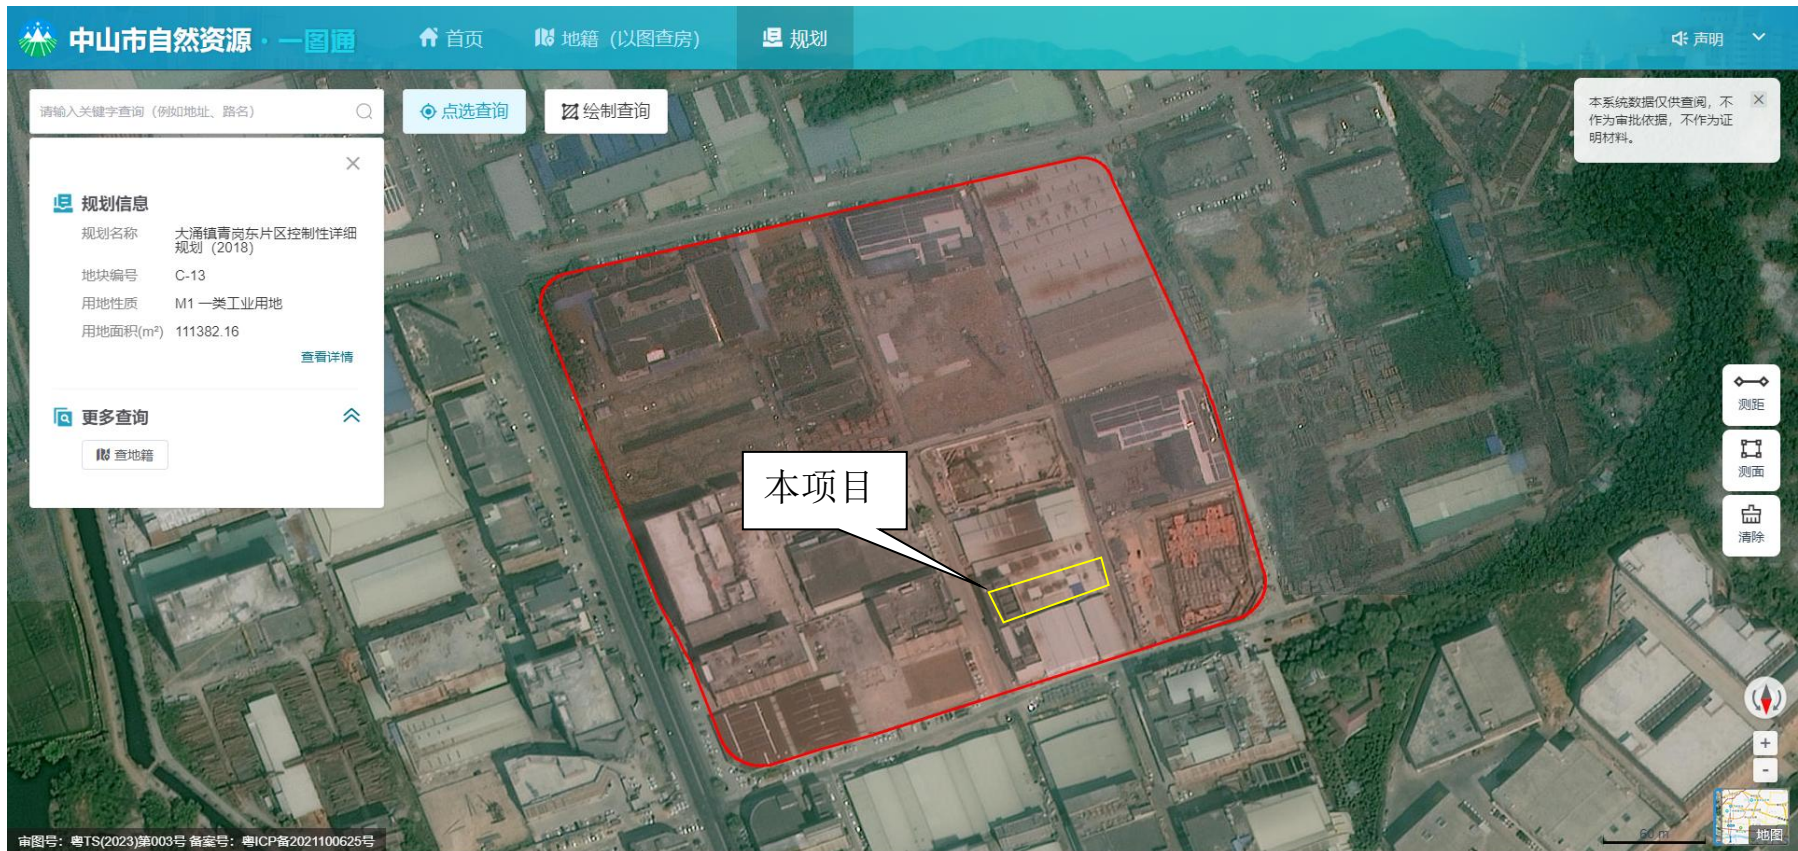 中山市自然资源·一图通
首页
地籍（以图查房）
规划
声明
请输入关键字查询（例如地址、路名）
点选查询
绘制查询
本系统数据仅供查阅，不
作为审批依据，不作为证
明材料。
规划信息
规划名称 大涌镇青岗东片区控制性详细
规划（2018）
地块编号 C-13
用地性质 M1 一类工业用地
用地面积(m²) 111382.16
查看详情
更多查询
查地籍
本项目
测距
测面
清除
+
-
60 m
地图
审图号：粤TS(2023)第003号 备案号：粤ICP备2021100625号